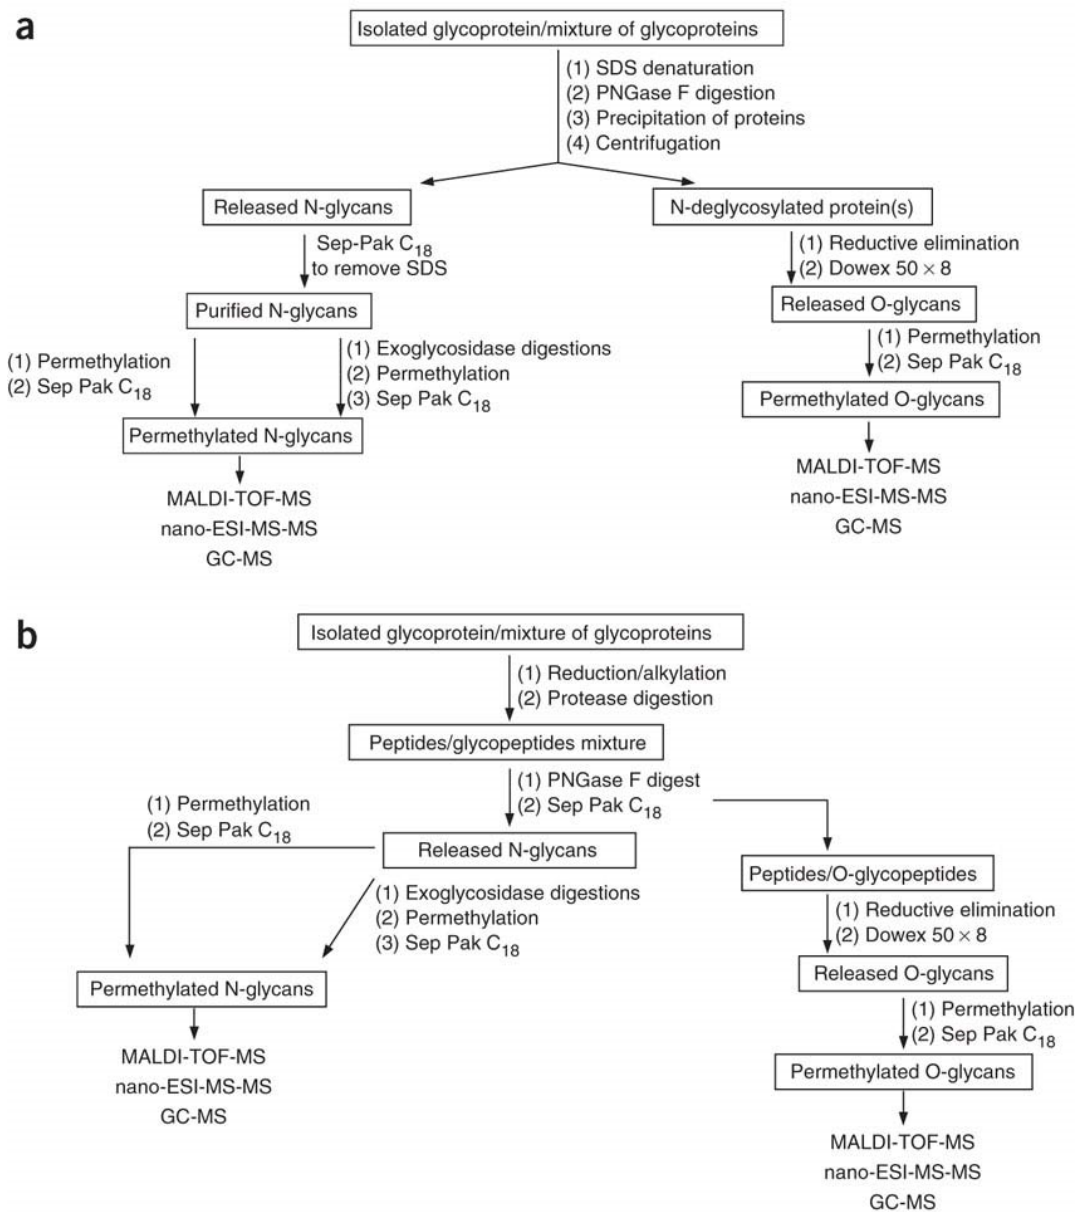 a
Isolated glycoprotein/mixture of glycoproteins
(1) SDS denaturation
(2) PNGase F digestion
(3) Precipitation of proteins
(4) Centrifugation
Released N-glycans
N-deglycosylated protein(s)
Sep-Pak C18
to remove SDS
(1) Reductive elimination
(2) Dowex 50 × 8
Purified N-glycans
Released O-glycans
(1) Permethylation
(2) Sep Pak C18
(1) Exoglycosidase digestions
(2) Permethylation
(3) Sep Pak C18
(1) Permethylation
(2) Sep Pak C18
Permethylated N-glycans
Permethylated O-glycans
MALDI-TOF-MS
nano-ESI-MS-MS
GC-MS
MALDI-TOF-MS
nano-ESI-MS-MS
GC-MS
b
Isolated glycoprotein/mixture of glycoproteins
(1) Reduction/alkylation
(2) Protease digestion
Peptides/glycopeptides mixture
(1) PNGase F digest
(2) Sep Pak C18
(1) Permethylation
(2) Sep Pak C18
Released N-glycans
Peptides/O-glycopeptides
(1) Exoglycosidase digestions
(2) Permethylation
(3) Sep Pak C18
(1) Reductive elimination
(2) Dowex 50 × 8
Permethylated N-glycans
Released O-glycans
(1) Permethylation
(2) Sep Pak C18
MALDI-TOF-MS
nano-ESI-MS-MS
GC-MS
Permethylated O-glycans
MALDI-TOF-MS
nano-ESI-MS-MS
GC-MS